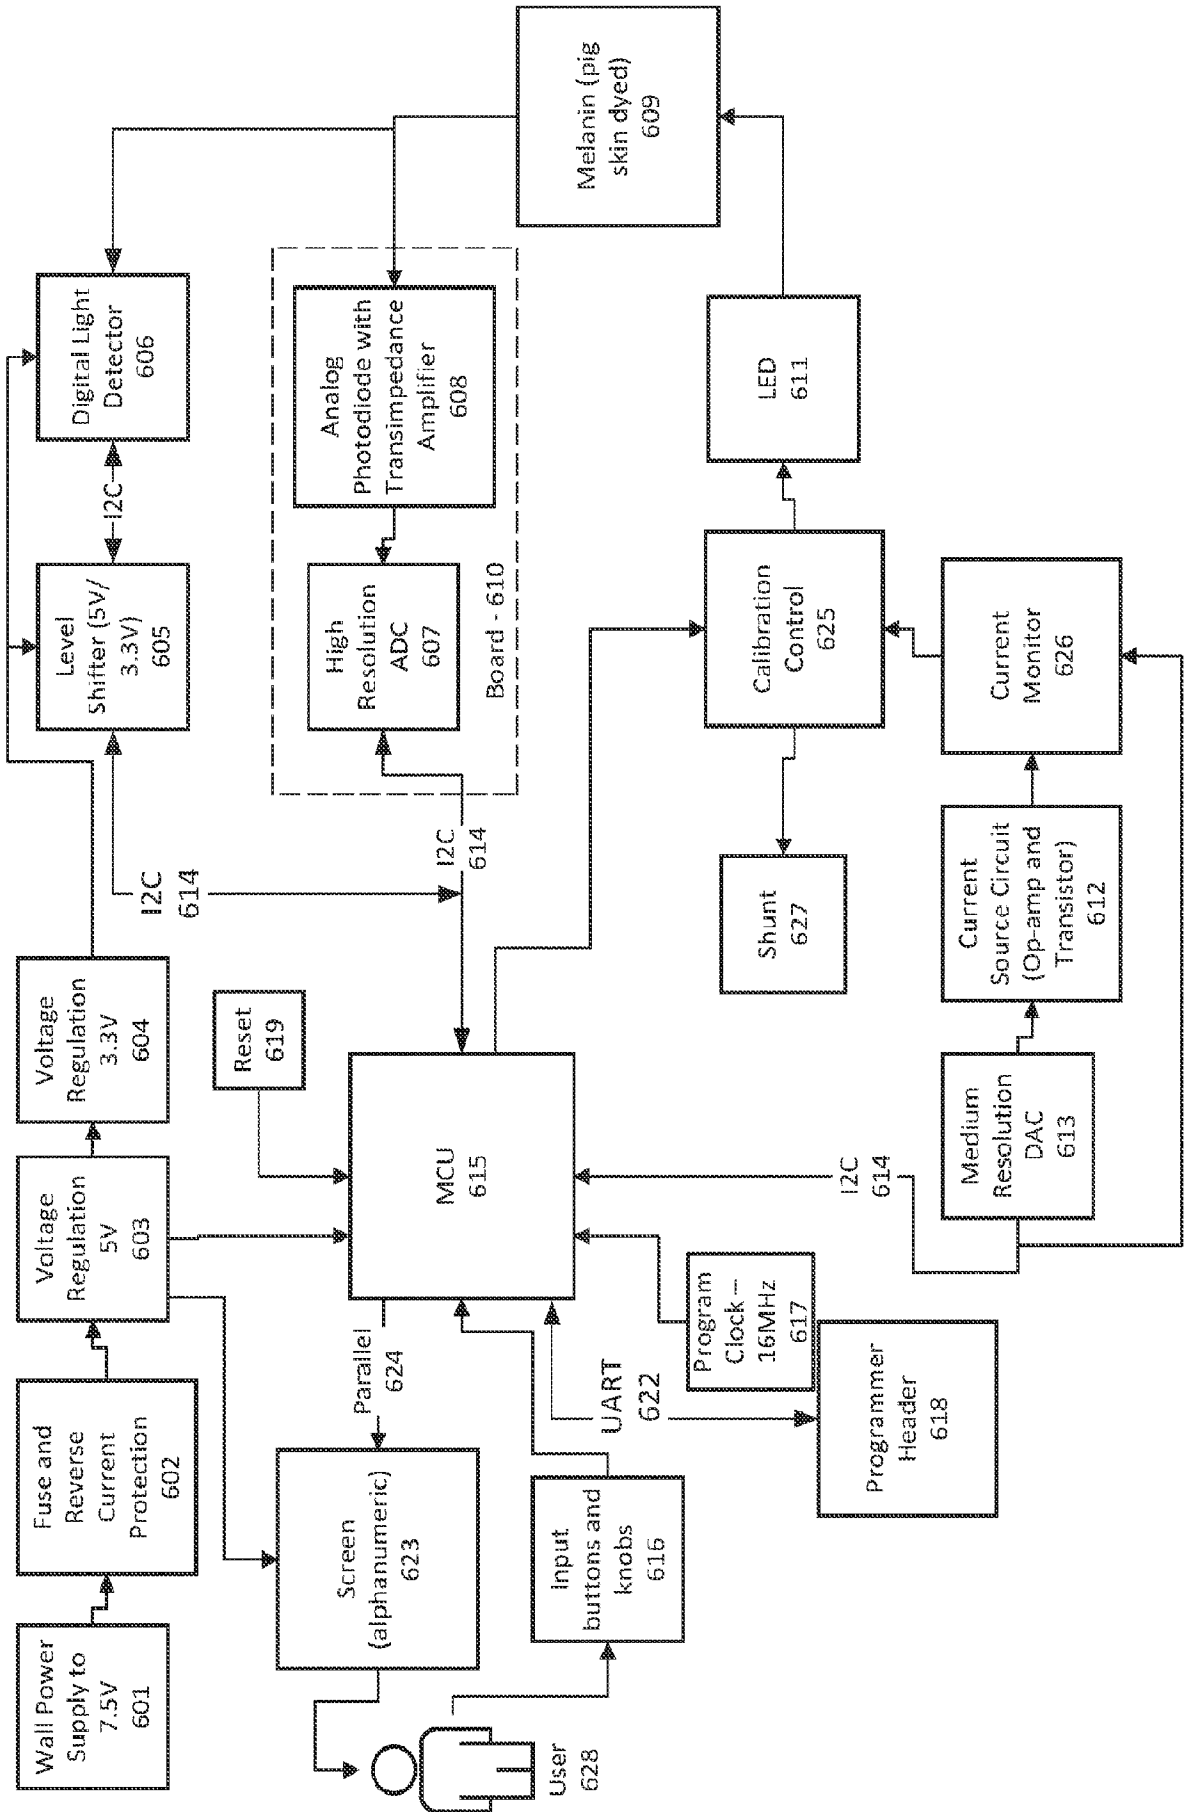 Wall Power
Supply to
7.5V
601
Fuse and
Reverse
Current
Protection
602
Voltage
Regulation
5V
603
Voltage
Regulation
3.3V
604
Level
Shifter (5V/
3.3V)
605
I2C
Digital Light
Detector
606
I2C
614
Reset
619
High
Resolution
ADC
607
Analog
Photodiode with
Transimpedance
Amplifier
608
Board - 610
I2C
614
Melanin (pig
skin dyed)
609
Screen
(alphanumeric)
623
Parallel
624
MCU
615
User
628
Input
buttons and
knobs
616
UART
622
Program
Clock –
16MHz
617
Programmer
Header
618
I2C
614
Shunt
627
Calibration
Control
625
LED
611
Medium
Resolution
DAC
613
Current
Source Circuit
(Op-amp and
Transistor)
612
Current
Monitor
626